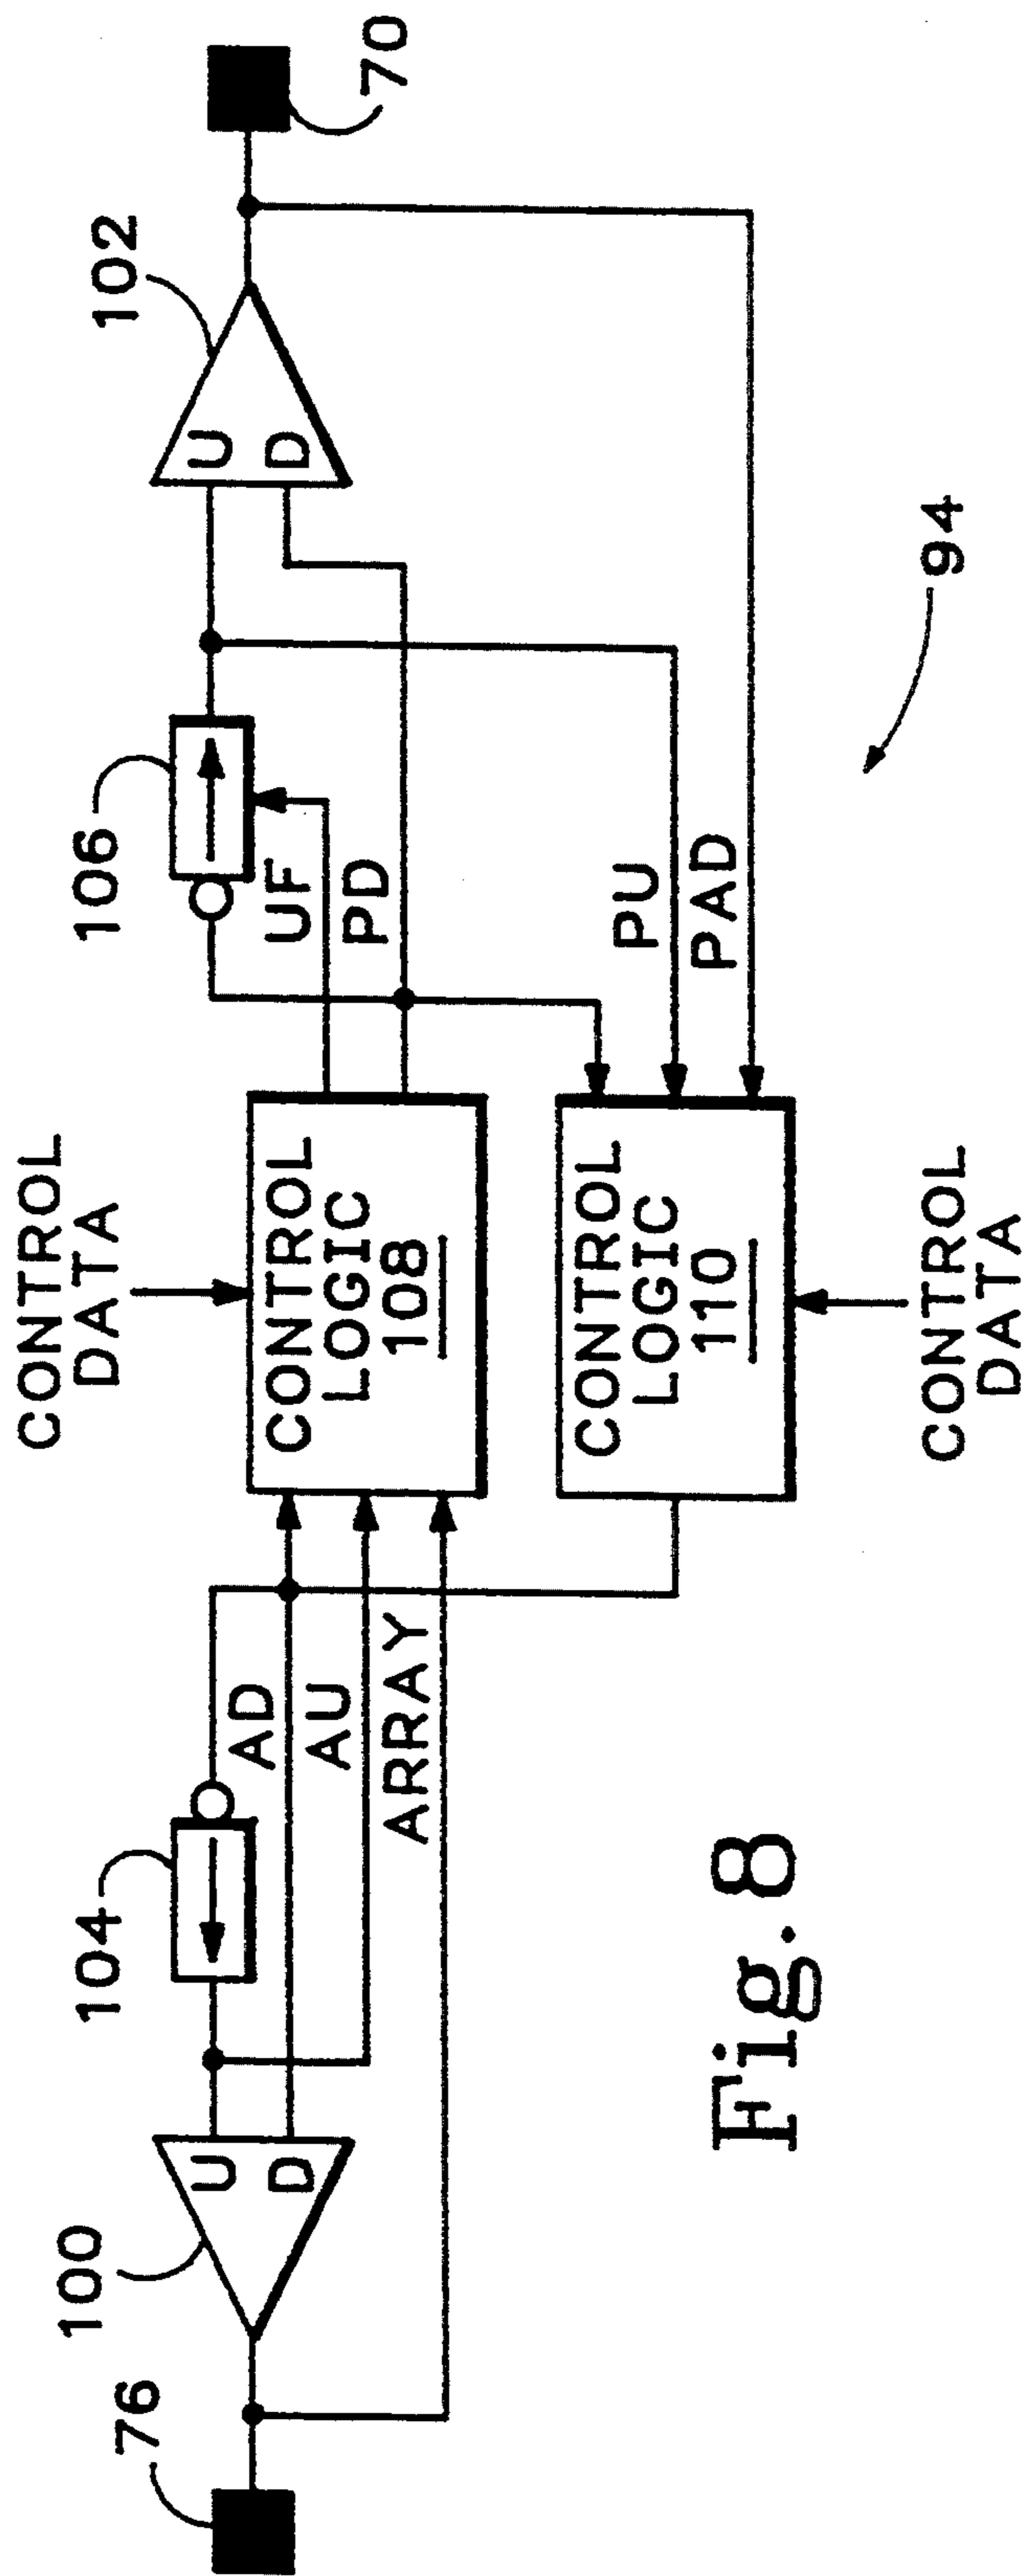 CONTROL
DATA
106
102
70
104
100
76
UF
PD
U
D
AD
AU
ARRAY
U
D
CONTROL
LOGIC
108
PU
PAD
CONTROL
LOGIC
110
94
CONTROL
DATA
Fig. 8